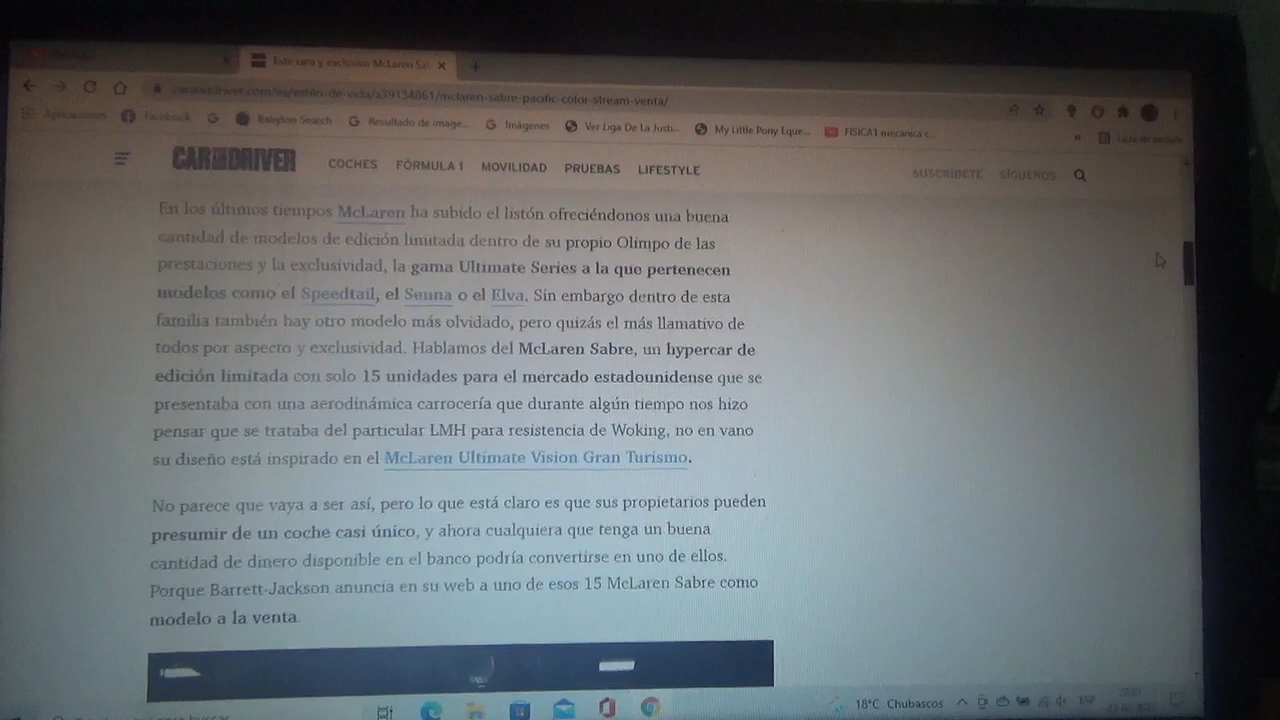 Este raro y exclusivo McLaren Sa
caranddriver.com/es/estilo-de-vida/a39134861/mclaren-sabre-pacific-color-stream-venta/
Aplicaciones Facebook Babylon Search Resultado de image... Imágenes Ver Liga De La Justi... My Little Pony Eque... FISICA1 mecanica c... »
CAR AND DRIVER COCHES FÓRMULA 1 MOVILIDAD PRUEBAS LIFESTYLE SUSCRÍBETE SÍGUENOS
En los últimos tiempos McLaren ha subido el listón ofreciéndonos una buena
cantidad de modelos de edición limitada dentro de su propio Olimpo de las
prestaciones y la exclusividad, la gama Ultimate Series a la que pertenecen
modelos como el Speedtail, el Senna o el Elva. Sin embargo dentro de esta
familia también hay otro modelo más olvidado, pero quizás el más llamativo de
todos por aspecto y exclusividad. Hablamos del McLaren Sabre, un hypercar de
edición limitada con solo 15 unidades para el mercado estadounidense que se
presentaba con una aerodinámica carrocería que durante algún tiempo nos hizo
pensar que se trataba del particular LMH para resistencia de Woking, no en vano
su diseño está inspirado en el McLaren Ultimate Vision Gran Turismo.
No parece que vaya a ser así, pero lo que está claro es que sus propietarios pueden
presumir de un coche casi único, y ahora cualquiera que tenga un buena
cantidad de dinero disponible en el banco podría convertirse en uno de ellos.
Porque Barrett-Jackson anuncia en su web a uno de esos 15 McLaren Sabre como
modelo a la venta.
18°C Chubascos ESP